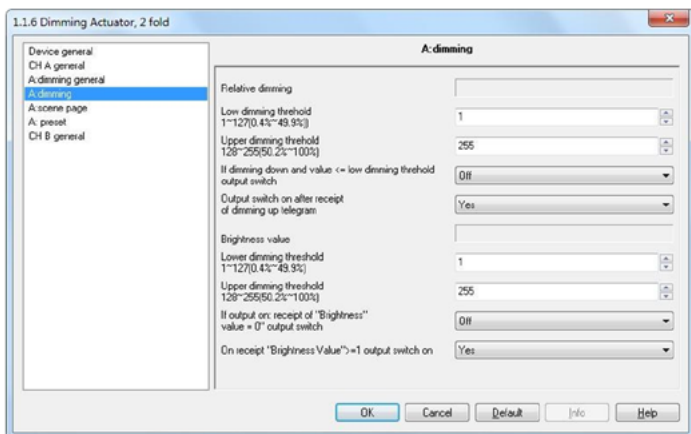 1.1.6 Dimming Actuator, 2 fold
Device general
CH A general
A:dimming general
A:dimming
A:scene page
A: preset
CH B general
A:dimming
Relative dimming
Low dimming threhold
1~127(0.4%~49.9%)
1
Upper dimming threhold
128~255(50.2%~100%)
255
If dimming down and value <= low dimming threhold
output switch
Off
Output switch on after receipt
of dimming up telegram
Yes
Brightness value
Lower dimming threshold
1~127(0.4%~49.9%)
1
Upper dimming threshold
128~255(50.2%~100%)
255
If output on: receipt of "Brightness"
value = 0" output switch
Off
On receipt "Brightness Value">=1 output switch on
Yes
OK Cancel Default Info Help